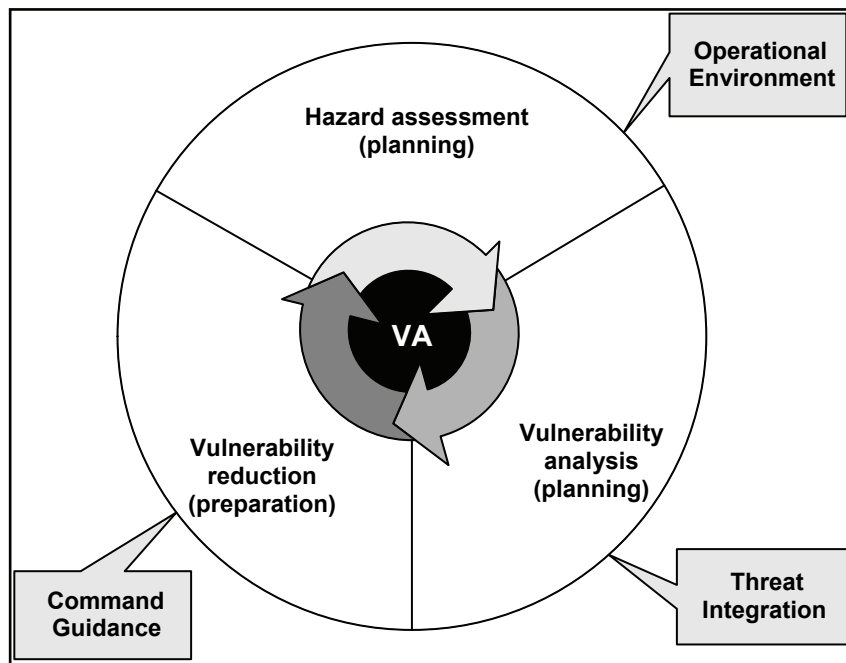 Operational
Environment
Hazard assessment
(planning)
VA
Vulnerability
reduction
(preparation)
Vulnerability
analysis
(planning)
Command
Guidance
Threat
Integration